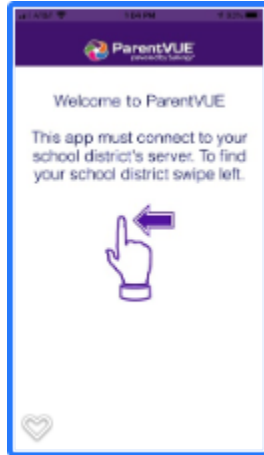 ParentVUE
Welcome to ParentVUE
This app must connect to your
school district's server. To find
your school district swipe left.